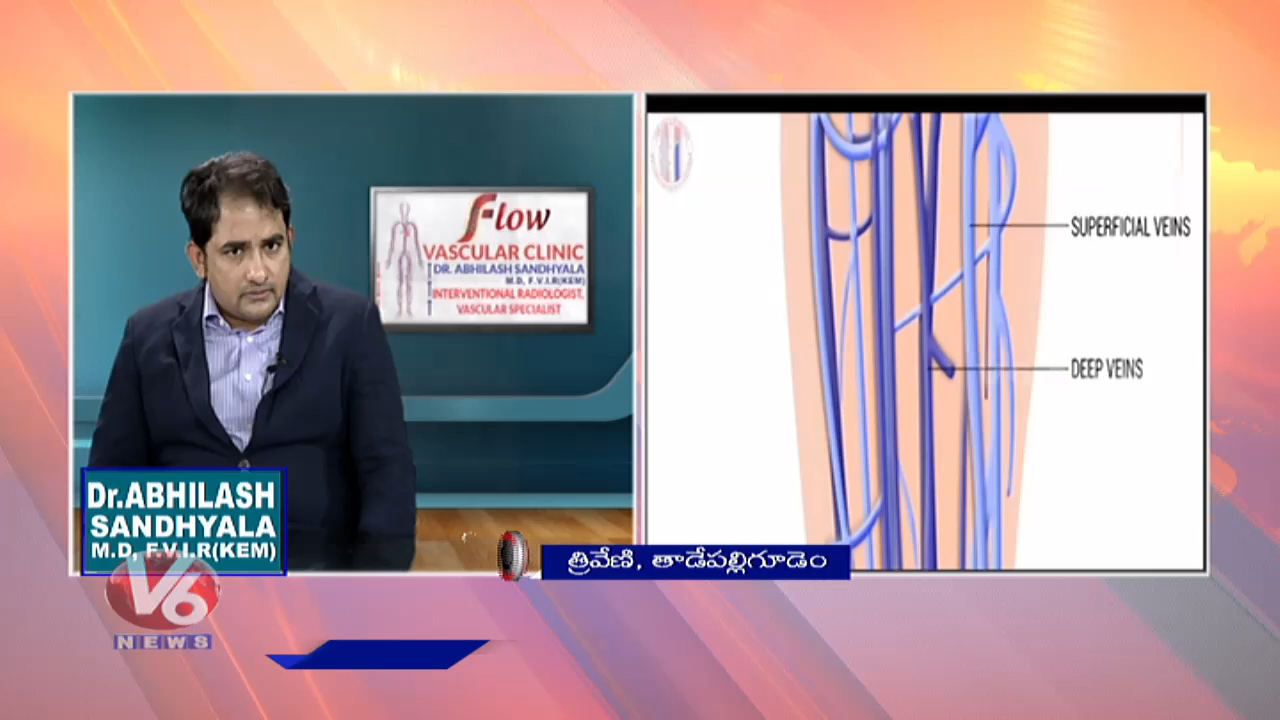 Flow
VASCULAR CLINIC
DR. ABHILASH SANDHYALA
M.D, F.V.I.R(KEM)
INTERVENTIONAL RADIOLOGIST,
VASCULAR SPECIALIST
SUPERFICIAL VEINS
DEEP VEINS
Dr.ABHILASH
SANDHYALA
M.D, F.V.I.R(KEM)
త్రివేణి, తాడేపల్లిగూడెం
V6
NEWS